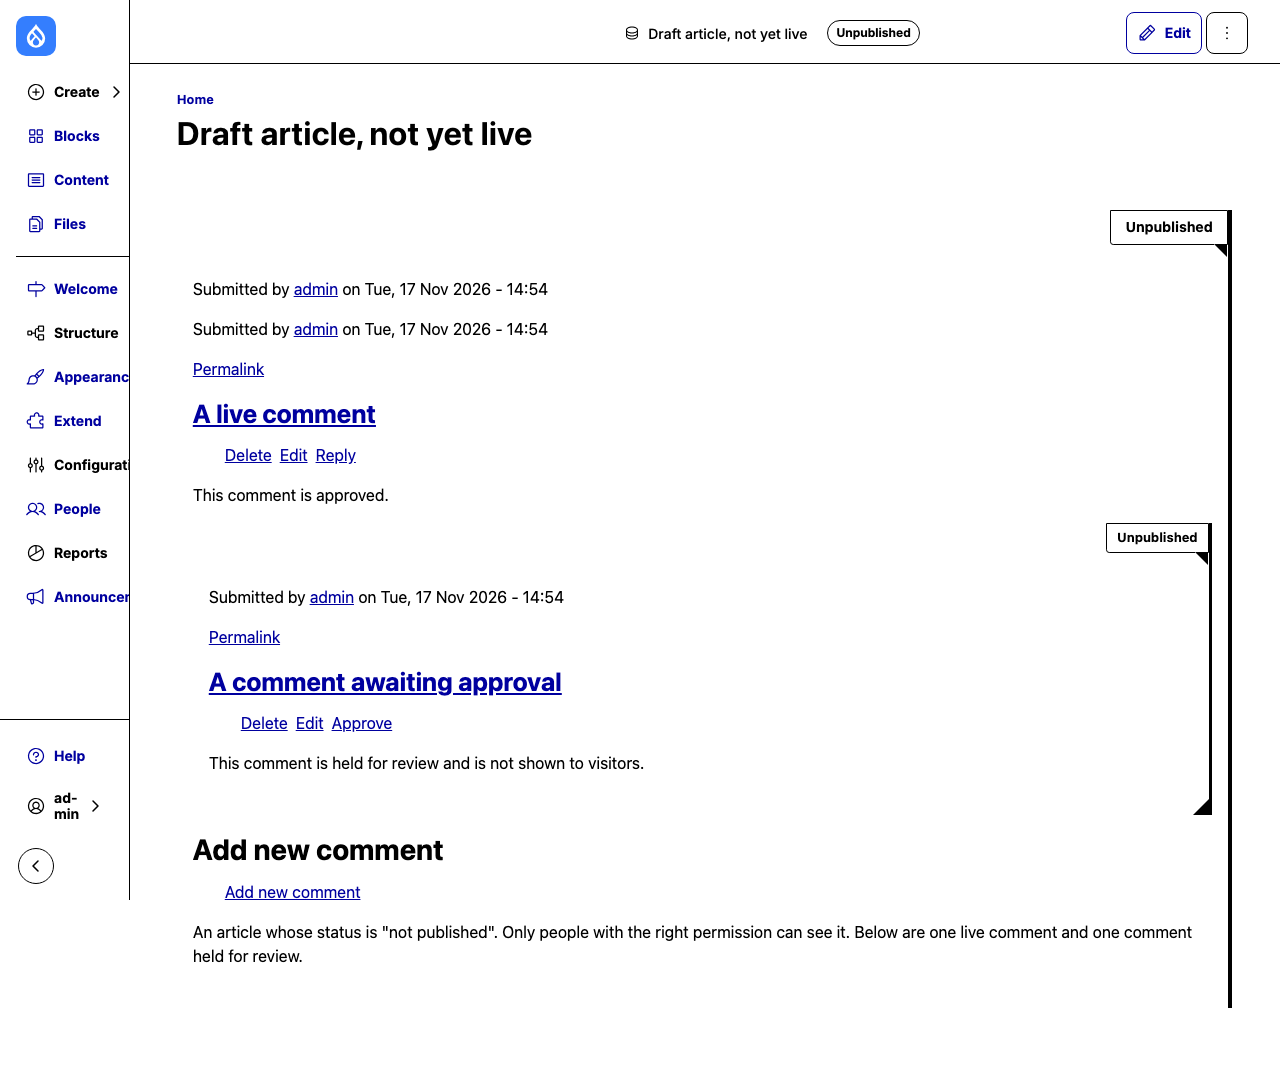 Draft article, not yet live
Unpublished
Edit
Create
Blocks
Content
Files
Welcome
Structure
Appearanc
Extend
Configurati
People
Reports
Announcer
Help
ad-
min
Home
Draft article, not yet live
Unpublished
Submitted by admin on Tue, 17 Nov 2026 - 14:54
Submitted by admin on Tue, 17 Nov 2026 - 14:54
Permalink
A live comment
Delete Edit Reply
This comment is approved.
Unpublished
Submitted by admin on Tue, 17 Nov 2026 - 14:54
Permalink
A comment awaiting approval
Delete Edit Approve
This comment is held for review and is not shown to visitors.
Add new comment
Add new comment
An article whose status is "not published". Only people with the right permission can see it. Below are one live comment and one comment
held for review.